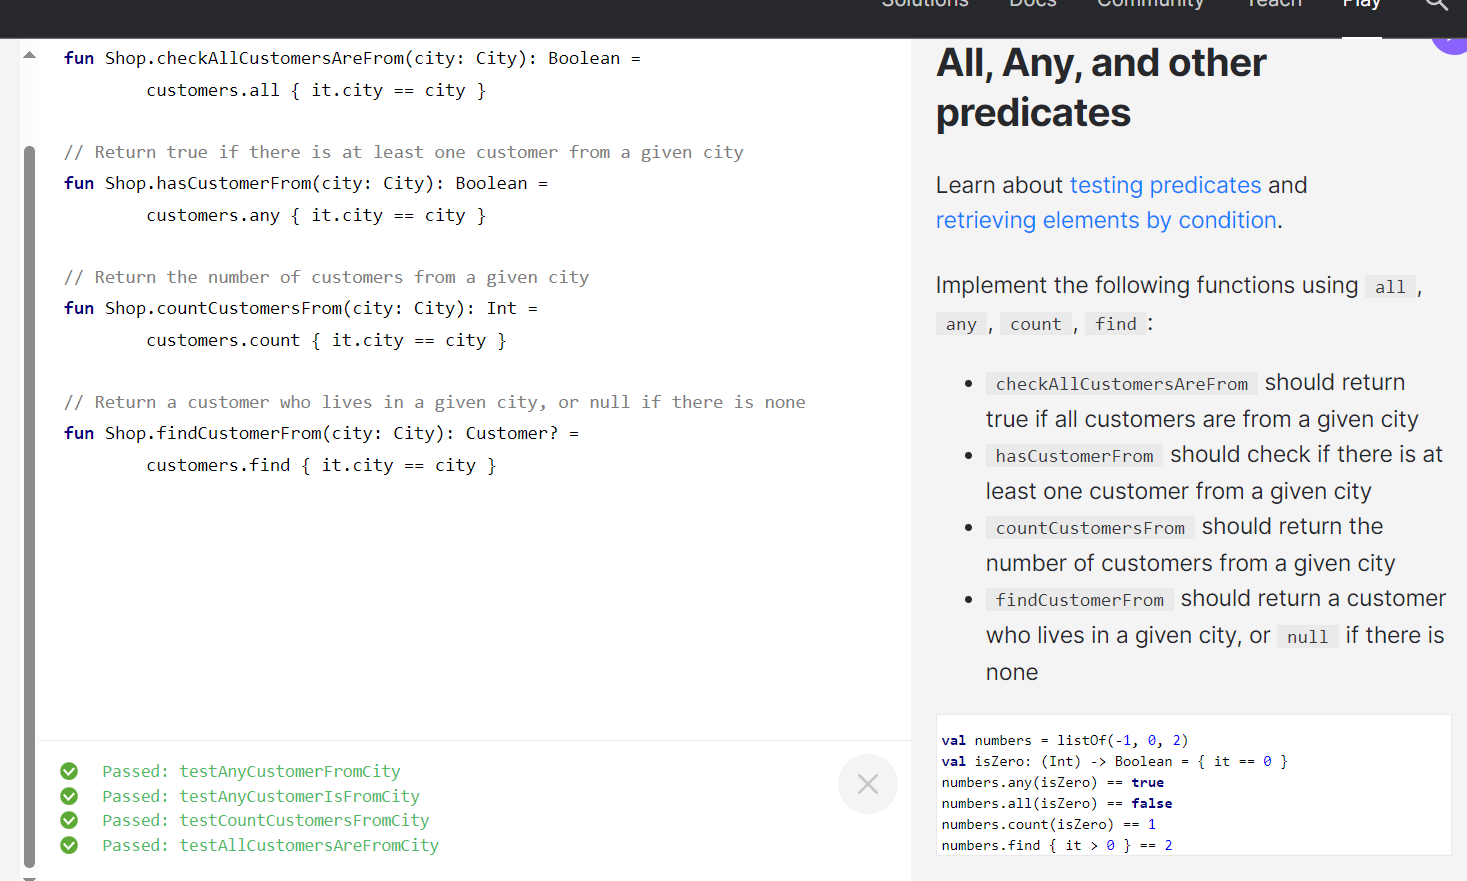 Solutions Docs Community Teach Play
fun Shop.checkAllCustomersAreFrom(city: City): Boolean =
customers.all { it.city == city }
// Return true if there is at least one customer from a given city
fun Shop.hasCustomerFrom(city: City): Boolean =
customers.any { it.city == city }
// Return the number of customers from a given city
fun Shop.countCustomersFrom(city: City): Int =
customers.count { it.city == city }
// Return a customer who lives in a given city, or null if there is none
fun Shop.findCustomerFrom(city: City): Customer? =
customers.find { it.city == city }
Passed: testAnyCustomerFromCity
Passed: testAnyCustomerIsFromCity
Passed: testCountCustomersFromCity
Passed: testAllCustomersAreFromCity
All, Any, and other
predicates
Learn about testing predicates and
retrieving elements by condition.
Implement the following functions using all ,
any , count , find :
• checkAllCustomersAreFrom should return
true if all customers are from a given city
• hasCustomerFrom should check if there is at
least one customer from a given city
• countCustomersFrom should return the
number of customers from a given city
• findCustomerFrom should return a customer
who lives in a given city, or null if there is
none
val numbers = listOf(-1, 0, 2)
val isZero: (Int) -> Boolean = { it == 0 }
numbers.any(isZero) == true
numbers.all(isZero) == false
numbers.count(isZero) == 1
numbers.find { it > 0 } == 2